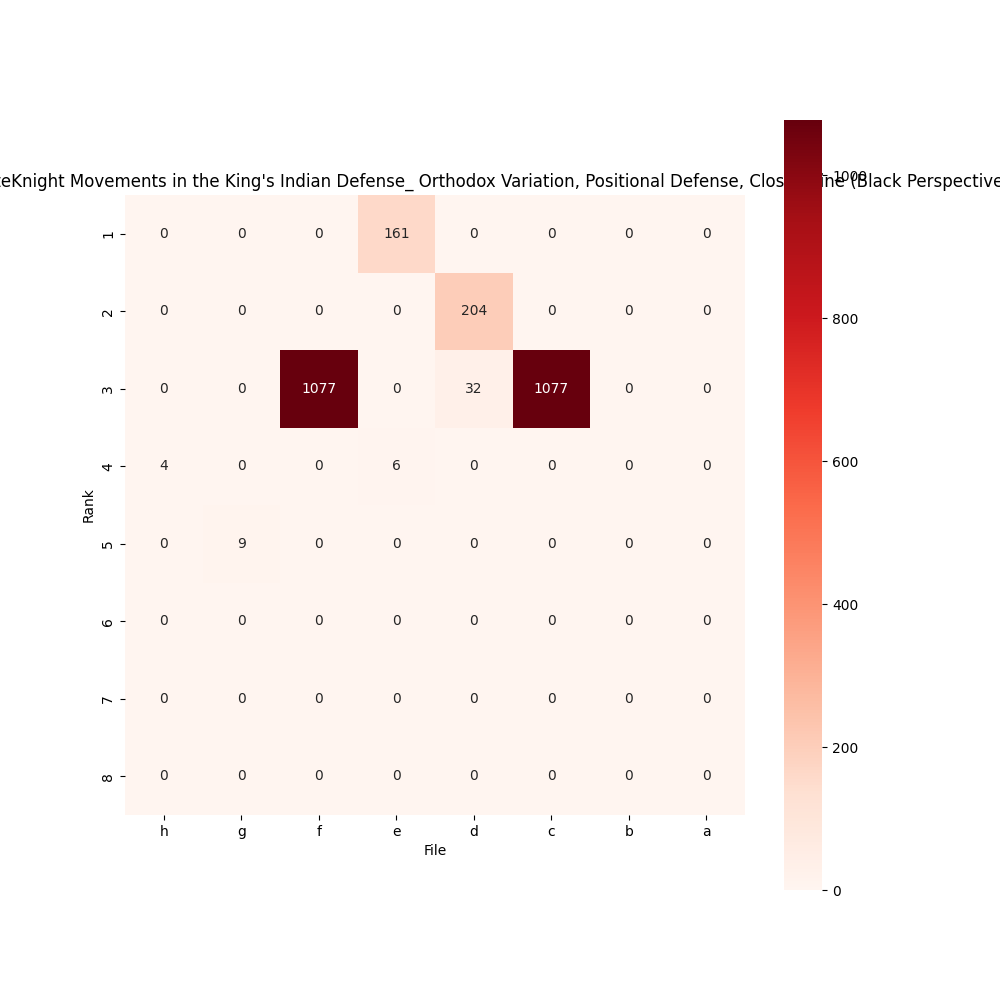 Knight Movements in the King's Indian Defense_ Orthodox Variation, Positional Defense, (Black Perspective
1000
1 0 0 0 161 0 0 0 0
2 0 0 0 0 204 0 0 0
800
3 0 0 1077 0 32 1077 0 0
4 4 0 0 6 0 0 0 0
Rank
600
5 0 9 0 0 0 0 0 0
400
6 0 0 0 0 0 0 0 0
7 0 0 0 0 0 0 0 0
200
8 0 0 0 0 0 0 0 0
h g f e d c b a
File
0